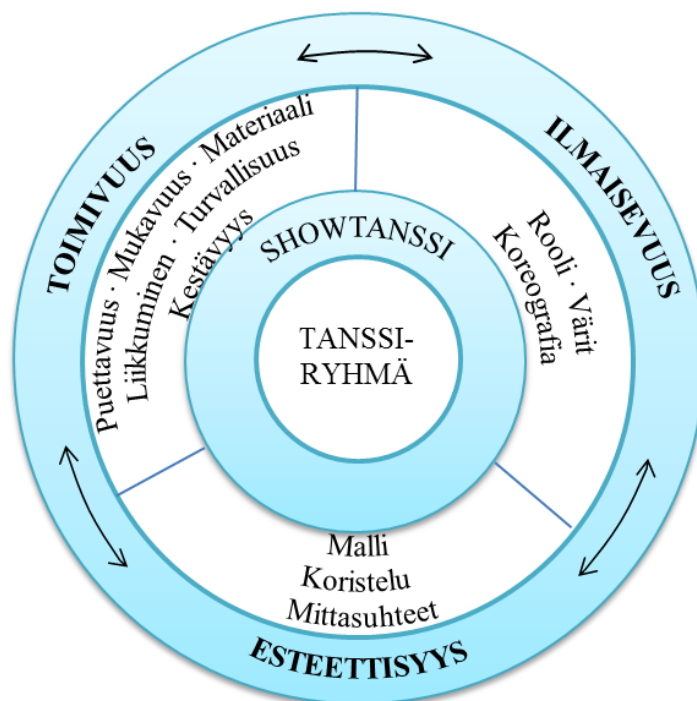 TOIMIVUUS
Puettavuus · Mukavuus · Materiaali
Liikkuminen · Turvallisuus
Kestävyys
ILMAISEVUUS
Rooli · Värit
Koreografia
SHOWTANSSI
TANSSI-
RYHMÄ
Malli
Koristelu
Mittasuhteet
ESTEETTISYYS